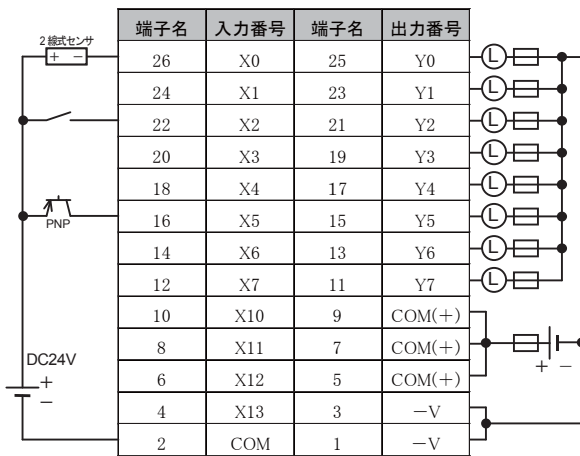 端子名 入力番号 端子名 出力番号
2線式センサ
+ −
26 X0 25 Y0 L
24 X1 23 Y1 L
22 X2 21 Y2 L
20 X3 19 Y3 L
18 X4 17 Y4 L
PNP
16 X5 15 Y5 L
14 X6 13 Y6 L
12 X7 11 Y7 L
10 X10 9 COM(+)
8 X11 7 COM(+)
+ −
DC24V
6 X12 5 COM(+)
+
−
4 X13 3 −V
2 COM 1 −V